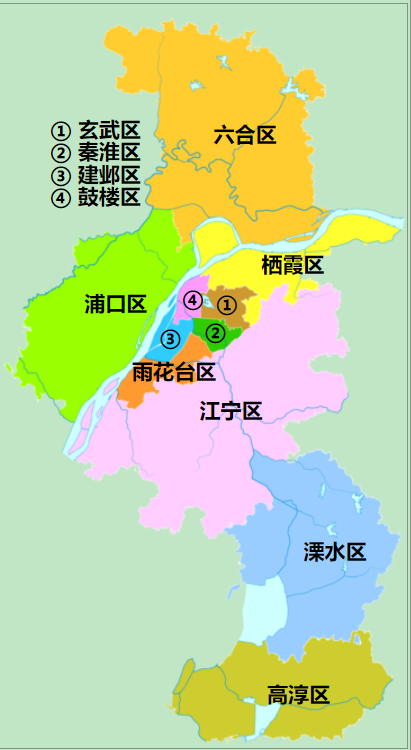 ① 玄武区
② 秦淮区
③ 建邺区
④ 鼓楼区
六合区
栖霞区
浦口区
④
①
②
③
雨花台区
江宁区
溧水区
高淳区